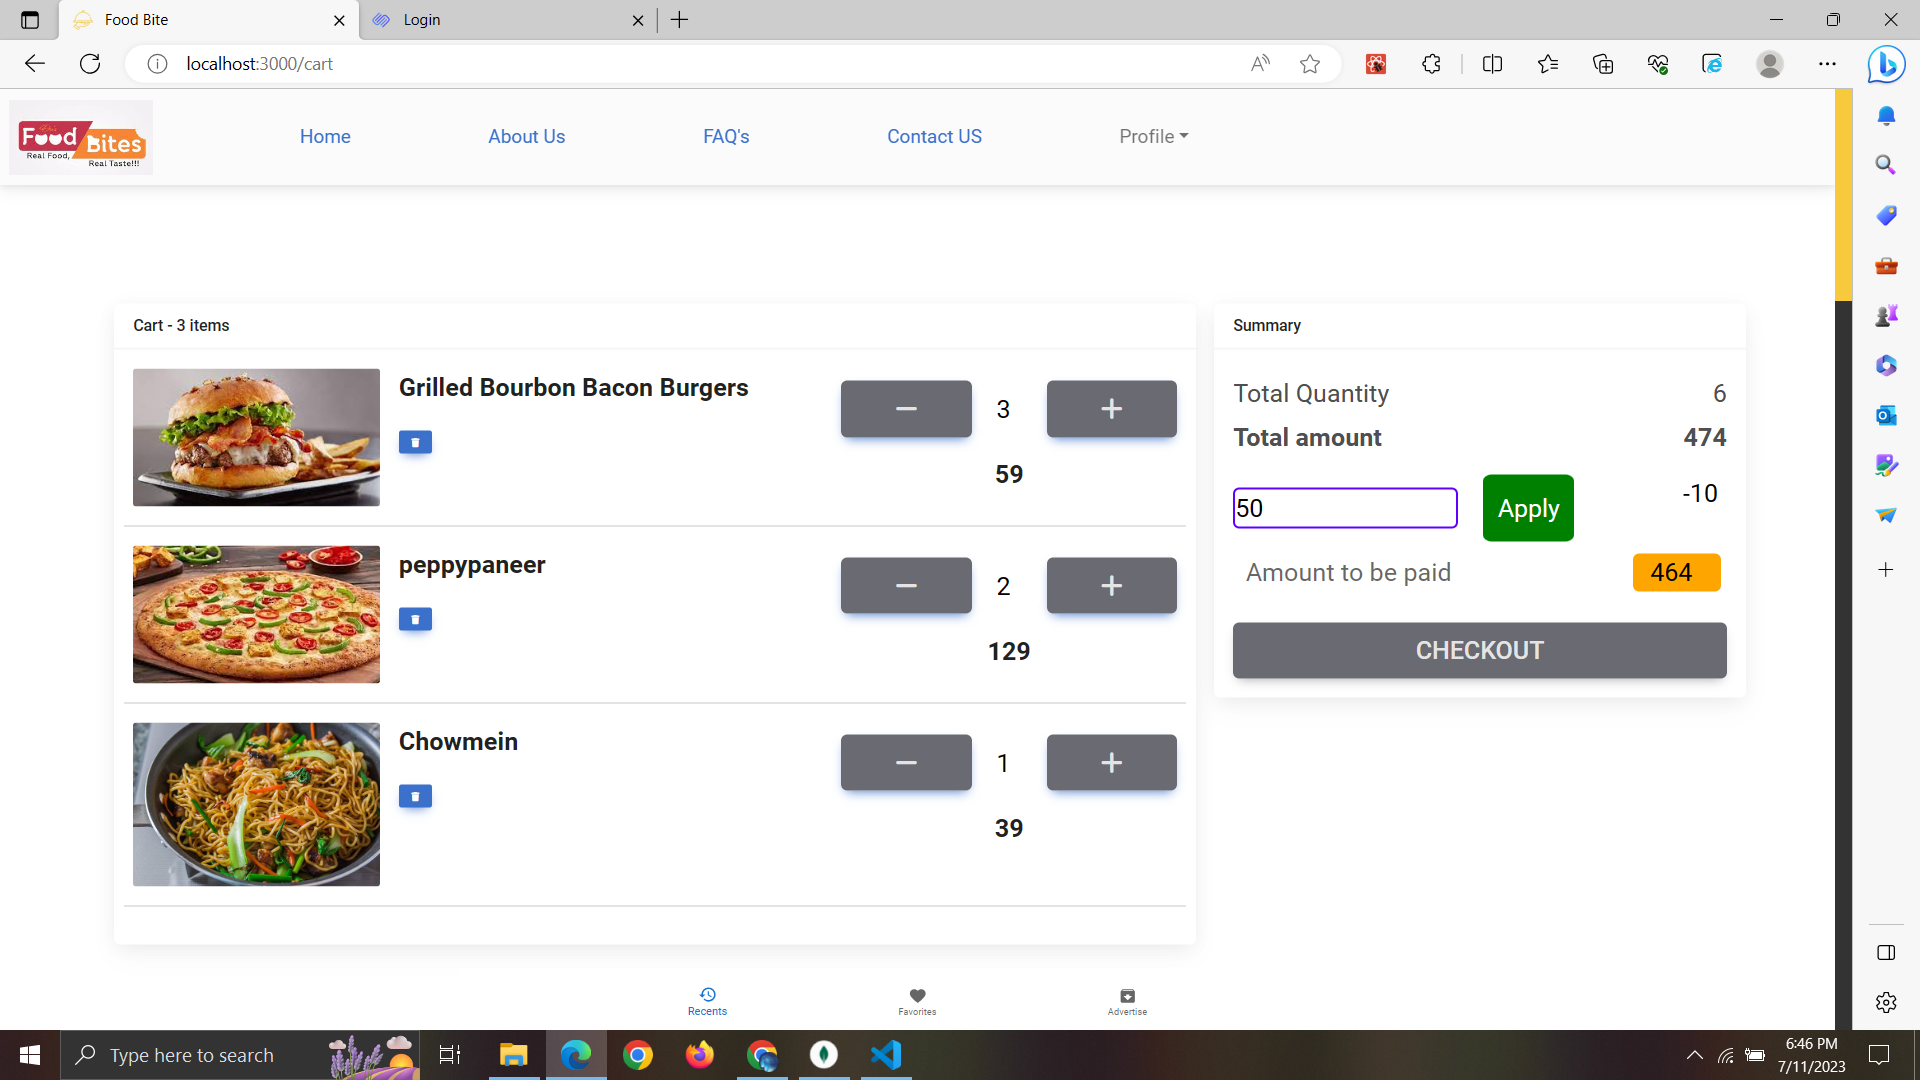 Food Bite
Login
localhost:3000/cart
Food Bites
Real Food,
Real Taste!!!
Home
About Us
FAQ's
Contact US
Profile
Cart - 3 items
Grilled Bourbon Bacon Burgers
3
59
peppypaneer
2
129
Chowmein
1
39
Summary
Total Quantity 6
Total amount 474
50 Apply -10
Amount to be paid 464
CHECKOUT
Recents
Favorites
Advertise
Type here to search
6:46 PM
7/11/2023